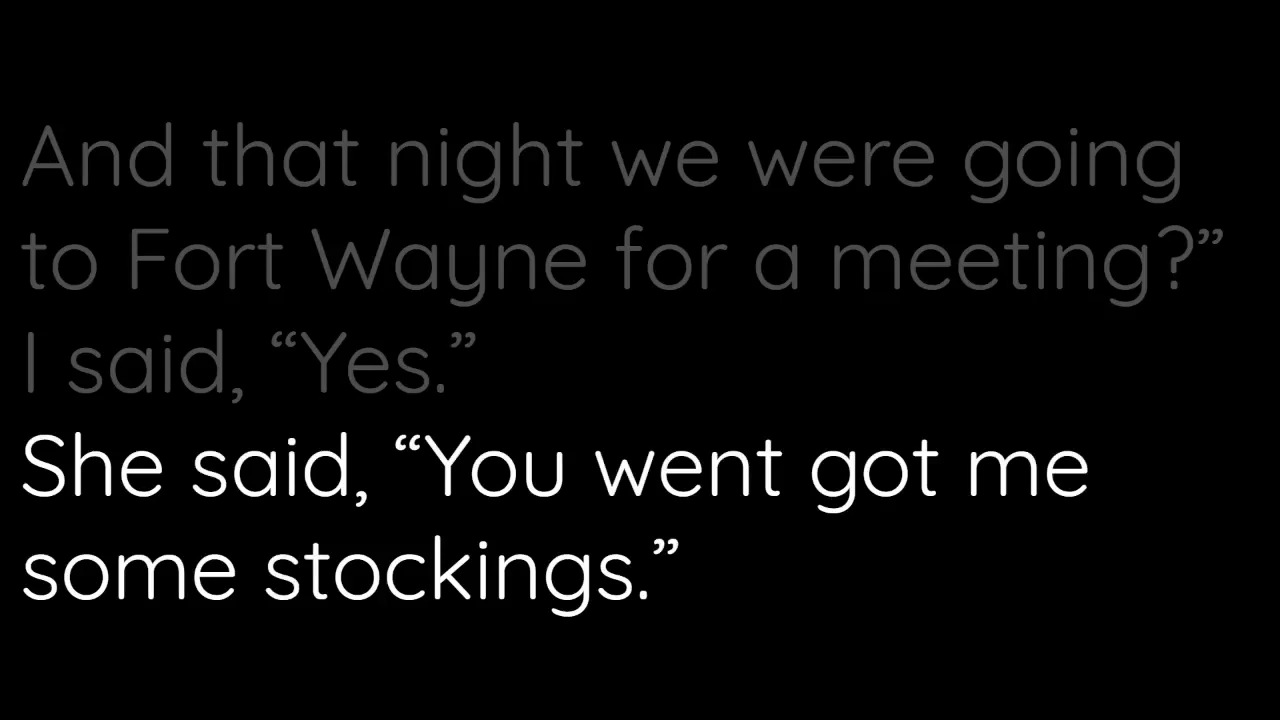 And that night we were going
to Fort Wayne for a meeting?”
I said, “Yes.”
She said, “You went got me
some stockings.”